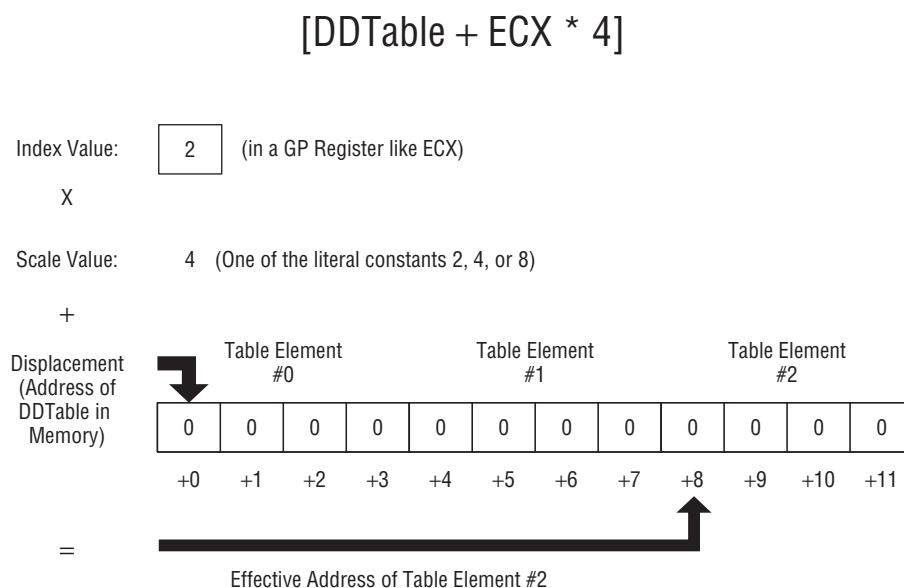 [DDTable + ECX * 4]
Index Value: 2 (in a GP Register like ECX)
X
Scale Value: 4 (One of the literal constants 2, 4, or 8)
+
Displacement
(Address of
DDTable in
Memory)
Table Element
#0
Table Element
#1
Table Element
#2
0 0 0 0 0 0 0 0 0 0 0 0
+0 +1 +2 +3 +4 +5 +6 +7 +8 +9 +10 +11
=
Effective Address of Table Element #2